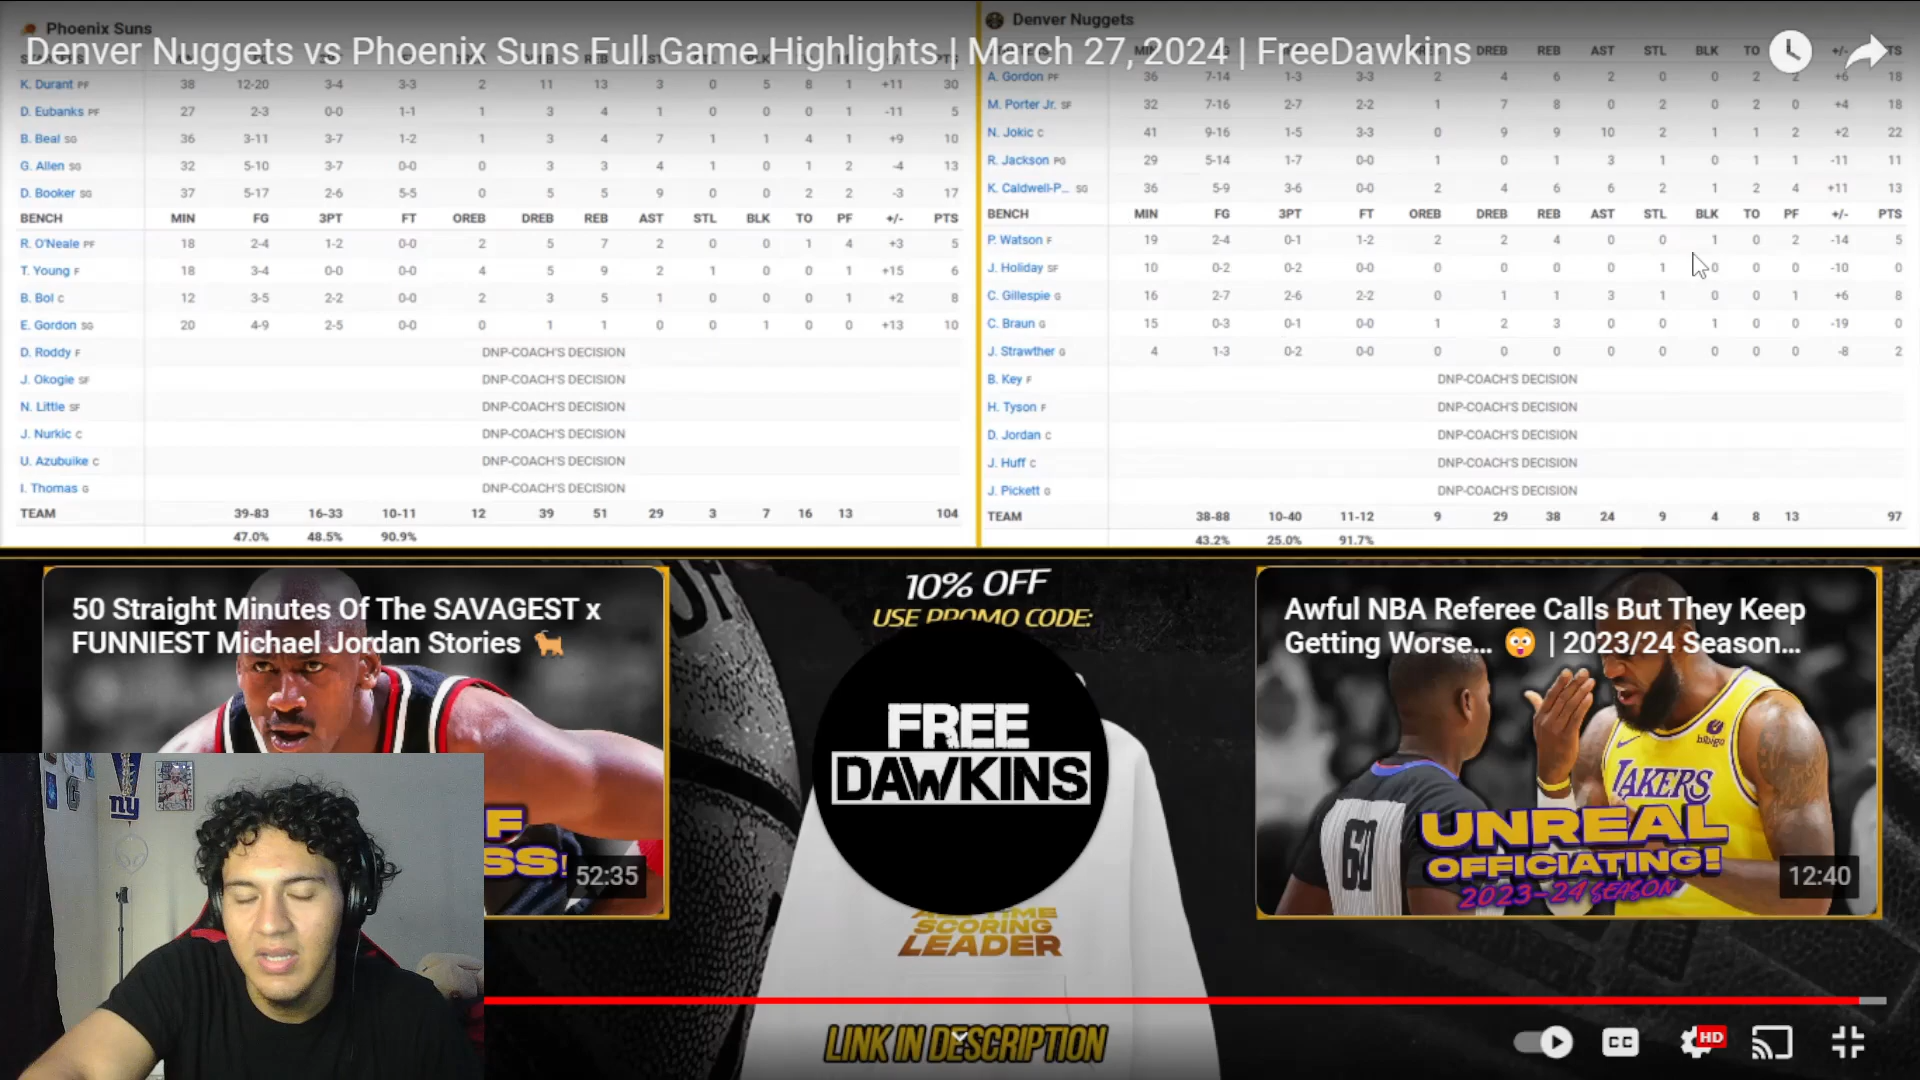 Phoenix Suns
Denver Nuggets
Denver Nuggets vs Phoenix Suns Full Game Highlights | March 27, 2024 | FreeDawkins
DREB REB AST STL BLK TO +/- PTS
K. Durant PF 38 12-20 3-4 3-3 2 11 13 3 0 5 8 1 +11 30
D. Eubanks PF 27 2-3 0-0 1-1 1 3 4 1 0 0 0 1 -11 5
B. Beal SG 36 3-11 3-7 1-2 1 3 4 7 1 1 4 1 +9 10
G. Allen SG 32 5-10 3-7 0-0 0 3 3 4 1 0 1 2 -4 13
D. Booker SG 37 5-17 2-6 5-5 0 5 5 9 0 0 2 2 -3 17
BENCH MIN FG 3PT FT OREB DREB REB AST STL BLK TO PF +/- PTS
R. O'Neale PF 18 2-4 1-2 0-0 2 5 7 2 0 0 1 4 +3 5
T. Young F 18 3-4 0-0 0-0 4 5 9 2 1 0 0 1 +15 6
B. Bol C 12 3-5 2-2 0-0 2 3 5 1 0 0 0 1 +2 8
E. Gordon SG 20 4-9 2-5 0-0 0 1 1 0 0 1 0 0 +13 10
D. Roddy F DNP-COACH'S DECISION
J. Okogie SF DNP-COACH'S DECISION
N. Little SF DNP-COACH'S DECISION
J. Nurkic C DNP-COACH'S DECISION
U. Azubuike C DNP-COACH'S DECISION
I. Thomas G DNP-COACH'S DECISION
TEAM 39-83 16-33 10-11 12 39 51 29 3 7 16 13 104
47.0% 48.5% 90.9%
A. Gordon PF 36 7-14 1-3 3-3 2 4 6 2 0 0 2 2 +6 18
M. Porter Jr. SF 32 7-16 2-7 2-2 1 7 8 0 2 0 2 0 +4 18
N. Jokic C 41 9-16 1-5 3-3 0 9 9 10 2 1 1 2 +2 22
R. Jackson PG 29 5-14 1-7 0-0 1 0 1 3 1 0 1 1 -11 11
K. Caldwell-P... SG 36 5-9 3-6 0-0 2 4 6 6 2 1 2 4 +11 13
BENCH MIN FG 3PT FT OREB DREB REB AST STL BLK TO PF +/- PTS
P. Watson F 19 2-4 0-1 1-2 2 2 4 0 0 1 0 2 -14 5
J. Holiday SF 10 0-2 0-2 0-0 0 0 0 0 1 0 0 0 -10 0
C. Gillespie G 16 2-7 2-6 2-2 0 1 1 3 1 0 0 1 +6 8
C. Braun G 15 0-3 0-1 0-0 1 2 3 0 0 1 0 0 -19 0
J. Strawther G 4 1-3 0-2 0-0 0 0 0 0 0 0 0 0 -8 2
B. Key F DNP-COACH'S DECISION
H. Tyson F DNP-COACH'S DECISION
D. Jordan C DNP-COACH'S DECISION
J. Huff C DNP-COACH'S DECISION
J. Pickett G DNP-COACH'S DECISION
TEAM 38-88 10-40 11-12 9 29 38 24 9 4 8 13 97
43.2% 25.0% 91.7%
50 Straight Minutes Of The SAVAGEST x
FUNNIEST Michael Jordan Stories
52:35
10% OFF
USE PROMO CODE:
FREE
DAWKINS
SCORING
LEADER
LINK IN DESCRIPTION
Awful NBA Referee Calls But They Keep
Getting Worse... 😲 | 2023/24 Season...
bibigo
LAKERS
60
UNREAL
OFFICIATING!
2023-24 SEASON
12:40
ny
CC
HD